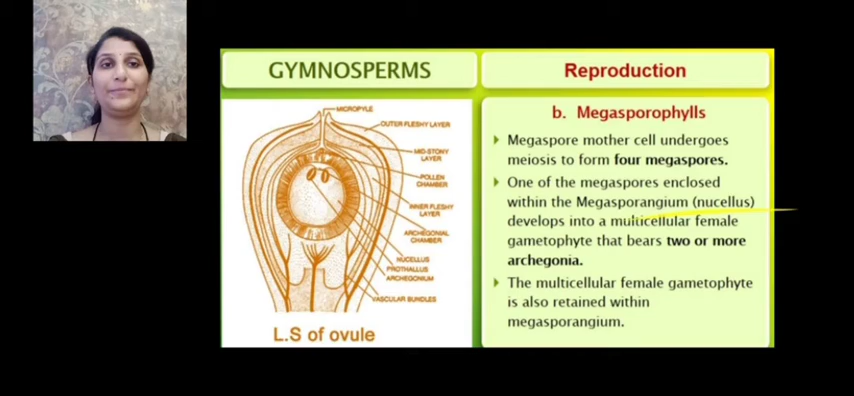 GYMNOSPERMS
Reproduction
MICROPYLE
OUTER FLESHY LAYER
MID-STONY
LAYER
POLLEN
CHAMBER
INNER FLESHY
LAYER
ARCHEGONIAL
CHAMBER
NUCELLUS
PROTHALLUS
ARCHEGONIUM
VASCULAR BUNDLES
L.S of ovule
b. Megasporophylls
Megaspore mother cell undergoes
meiosis to form four megaspores.
One of the megaspores enclosed
within the Megasporangium (nucellus)
develops into a multicellular female
gametophyte that bears two or more
archegonia.
The multicellular female gametophyte
is also retained within
megasporangium.